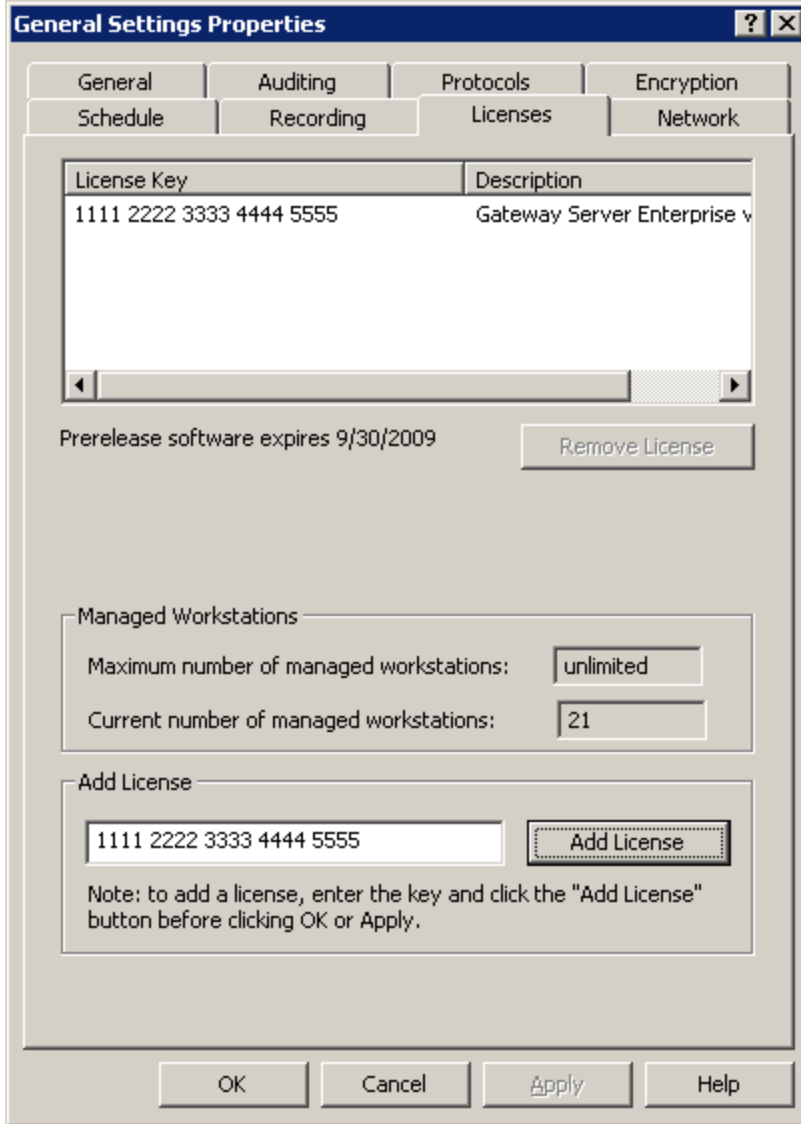 General Settings Properties
General Auditing Protocols Encryption
Schedule Recording Licenses Network
License Key Description
1111 2222 3333 4444 5555 Gateway Server Enterprise v
Prerelease software expires 9/30/2009 Remove License
Managed Workstations
Maximum number of managed workstations: unlimited
Current number of managed workstations: 21
Add License
1111 2222 3333 4444 5555 Add License
Note: to add a license, enter the key and click the "Add License"
button before clicking OK or Apply.
OK Cancel Apply Help